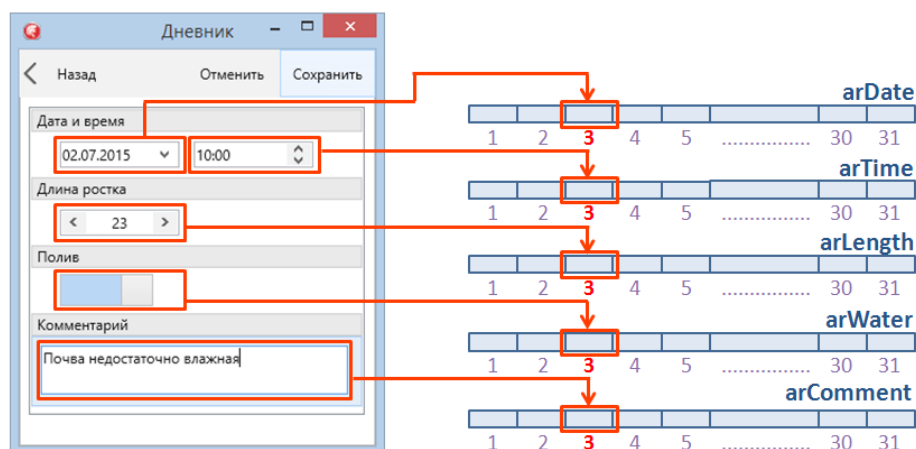 Дневник
Назад Отменить Сохранить
Дата и время
02.07.2015 10:00
Длина ростка
23
Полив
Комментарий
Почва недостаточно влажная
arDate
1 2 3 4 5 ................ 30 31
arTime
1 2 3 4 5 ................ 30 31
arLength
1 2 3 4 5 ................ 30 31
arWater
1 2 3 4 5 ................ 30 31
arComment
1 2 3 4 5 ................ 30 31